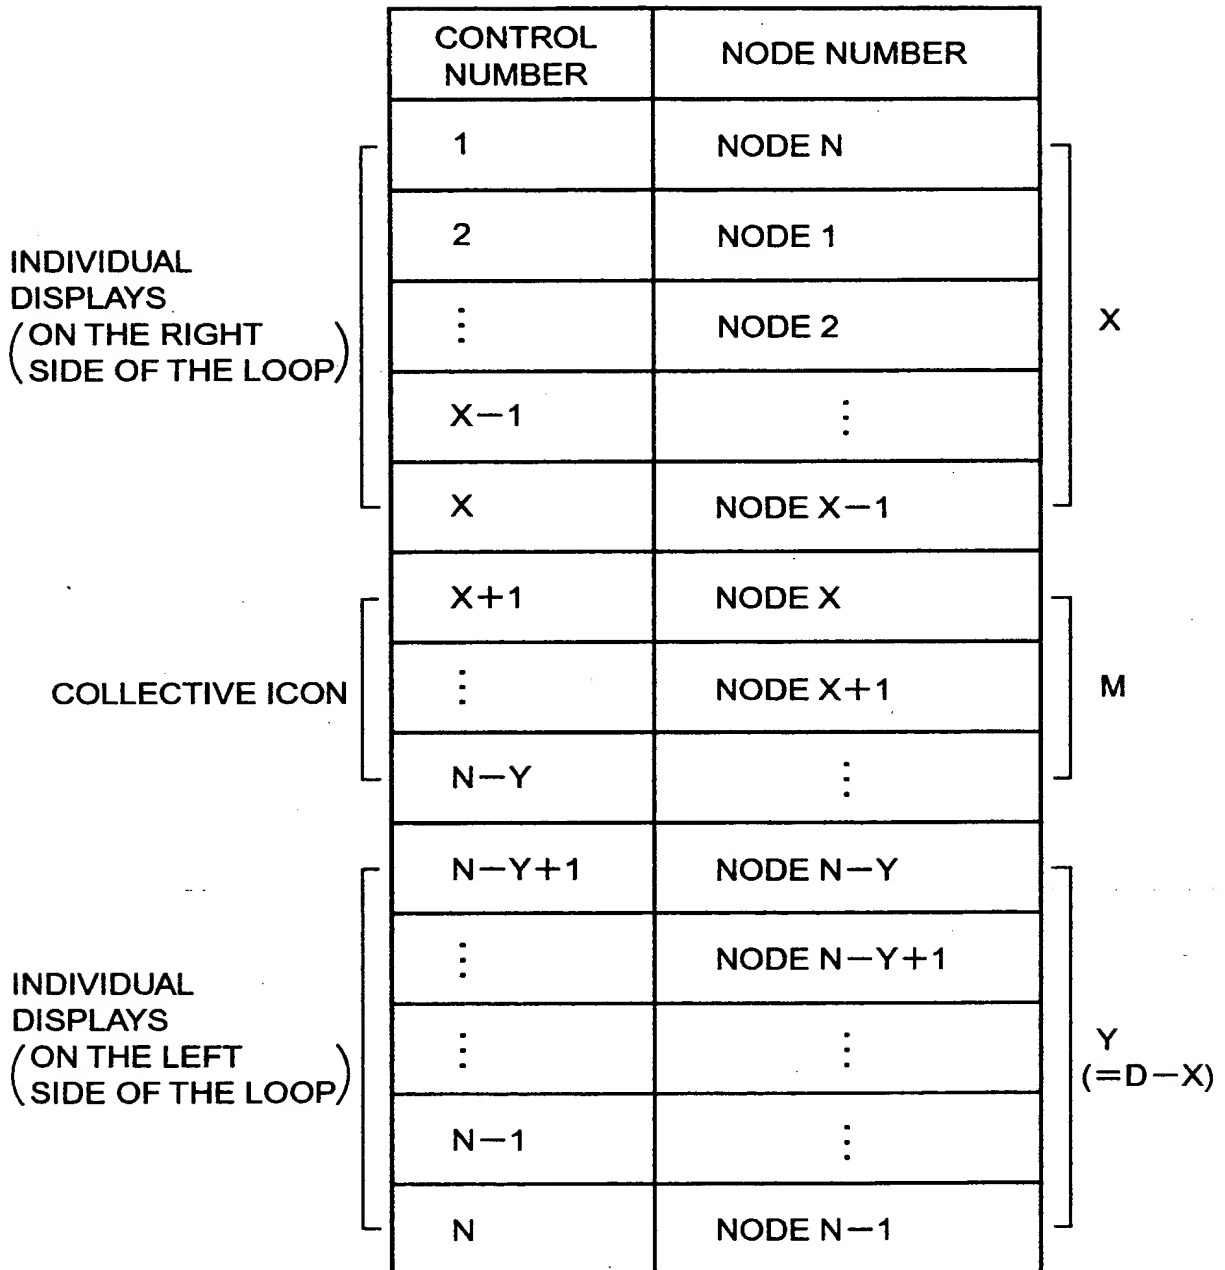 CONTROL NUMBER NODE NUMBER
1 NODE N
2 NODE 1
INDIVIDUAL
DISPLAYS
(ON THE RIGHT
SIDE OF THE LOOP)
⋮ NODE 2
X
X−1 ⋮
X NODE X−1
X+1 NODE X
COLLECTIVE ICON
⋮ NODE X+1
M
N−Y ⋮
N−Y+1 NODE N−Y
⋮ NODE N−Y+1
INDIVIDUAL
DISPLAYS
(ON THE LEFT
SIDE OF THE LOOP)
⋮ ⋮
Y
(=D−X)
N−1 ⋮
N NODE N−1